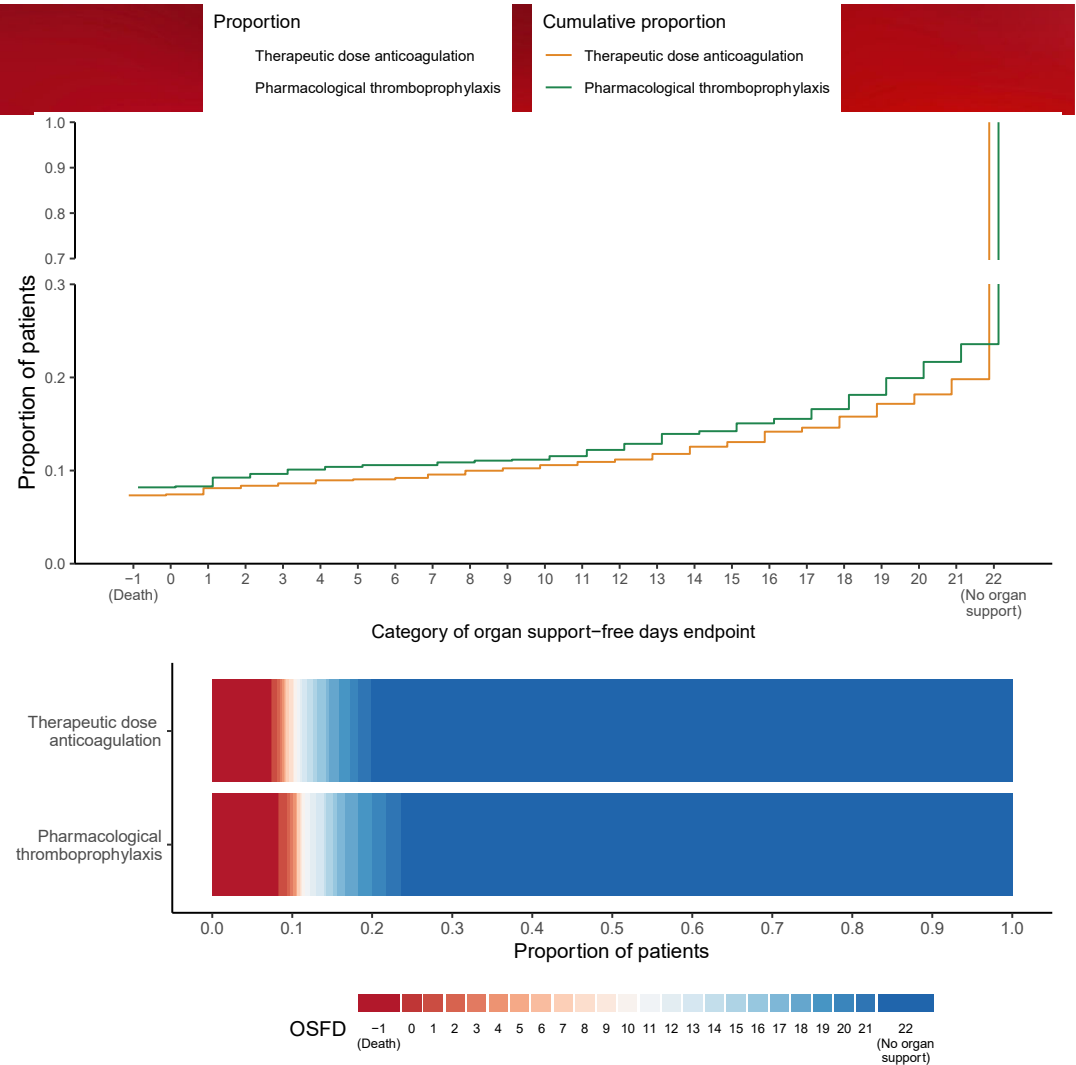 Proportion
Therapeutic dose anticoagulation
Pharmacological thromboprophylaxis
Cumulative proportion
Therapeutic dose anticoagulation
Pharmacological thromboprophylaxis
Proportion of patients
1.0
0.9
0.8
0.7
0.3
0.2
0.1
0.0
−1 0 1 2 3 4 5 6 7 8 9 10 11 12 13 14 15 16 17 18 19 20 21 22
(Death) (No organ
support)
Category of organ support−free days endpoint
Therapeutic dose
anticoagulation
Pharmacological
thromboprophylaxis
0.0 0.1 0.2 0.3 0.4 0.5 0.6 0.7 0.8 0.9 1.0
Proportion of patients
OSFD −1 0 1 2 3 4 5 6 7 8 9 10 11 12 13 14 15 16 17 18 19 20 21 22
(Death) (No organ
support)